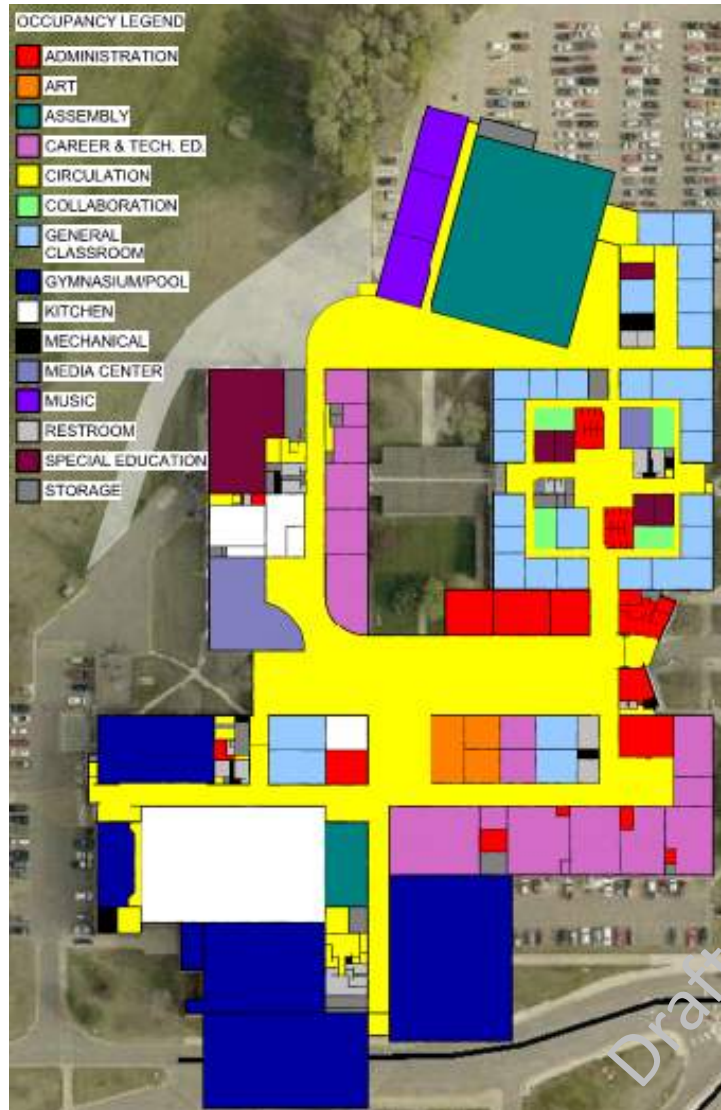 OCCUPANCY LEGEND
ADMINISTRATION
ART
ASSEMBLY
CAREER & TECH. ED.
CIRCULATION
COLLABORATION
GENERAL
CLASSROOM
GYMNASIUM/POOL
KITCHEN
MECHANICAL
MEDIA CENTER
MUSIC
RESTROOM
SPECIAL EDUCATION
STORAGE
Draft